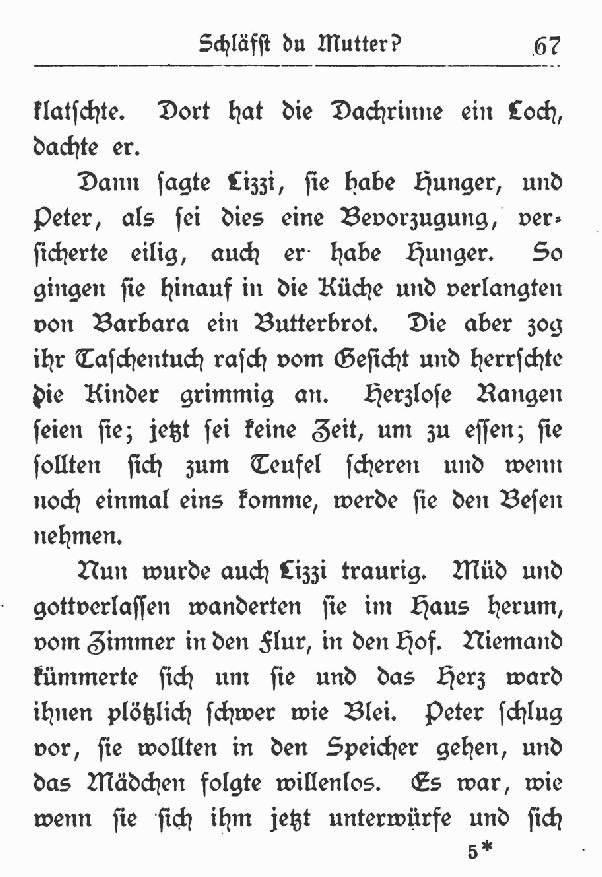 Schläfst du Mutter? 67
klatschte. Dort hat die Dachrinne ein Loch,
dachte er.
Dann sagte Lizzi, sie habe Hunger, und
Peter, als sei dies eine Bevorzugung, ver-
sicherte eilig, auch er habe Hunger. So
gingen sie hinauf in die Küche und verlangten
von Barbara ein Butterbrot. Die aber zog
ihr Taschentuch rasch vom Gesicht und herrschte
die Kinder grimmig an. Herzlose Rangen
seien sie; jetzt sei keine Zeit, um zu essen; sie
sollten sich zum Teufel scheren und wenn
noch einmal eins komme, werde sie den Besen
nehmen.
Nun wurde auch Lizzi traurig. Müd und
gottverlassen wanderten sie im Haus herum,
vom Zimmer in den Flur, in den Hof. Niemand
kümmerte sich um sie und das Herz ward
ihnen plötzlich schwer wie Blei. Peter schlug
vor, sie wollten in den Speicher gehen, und
das Mädchen folgte willenlos. Es war, wie
wenn sie sich ihm jetzt unterwürfe und sich
5*